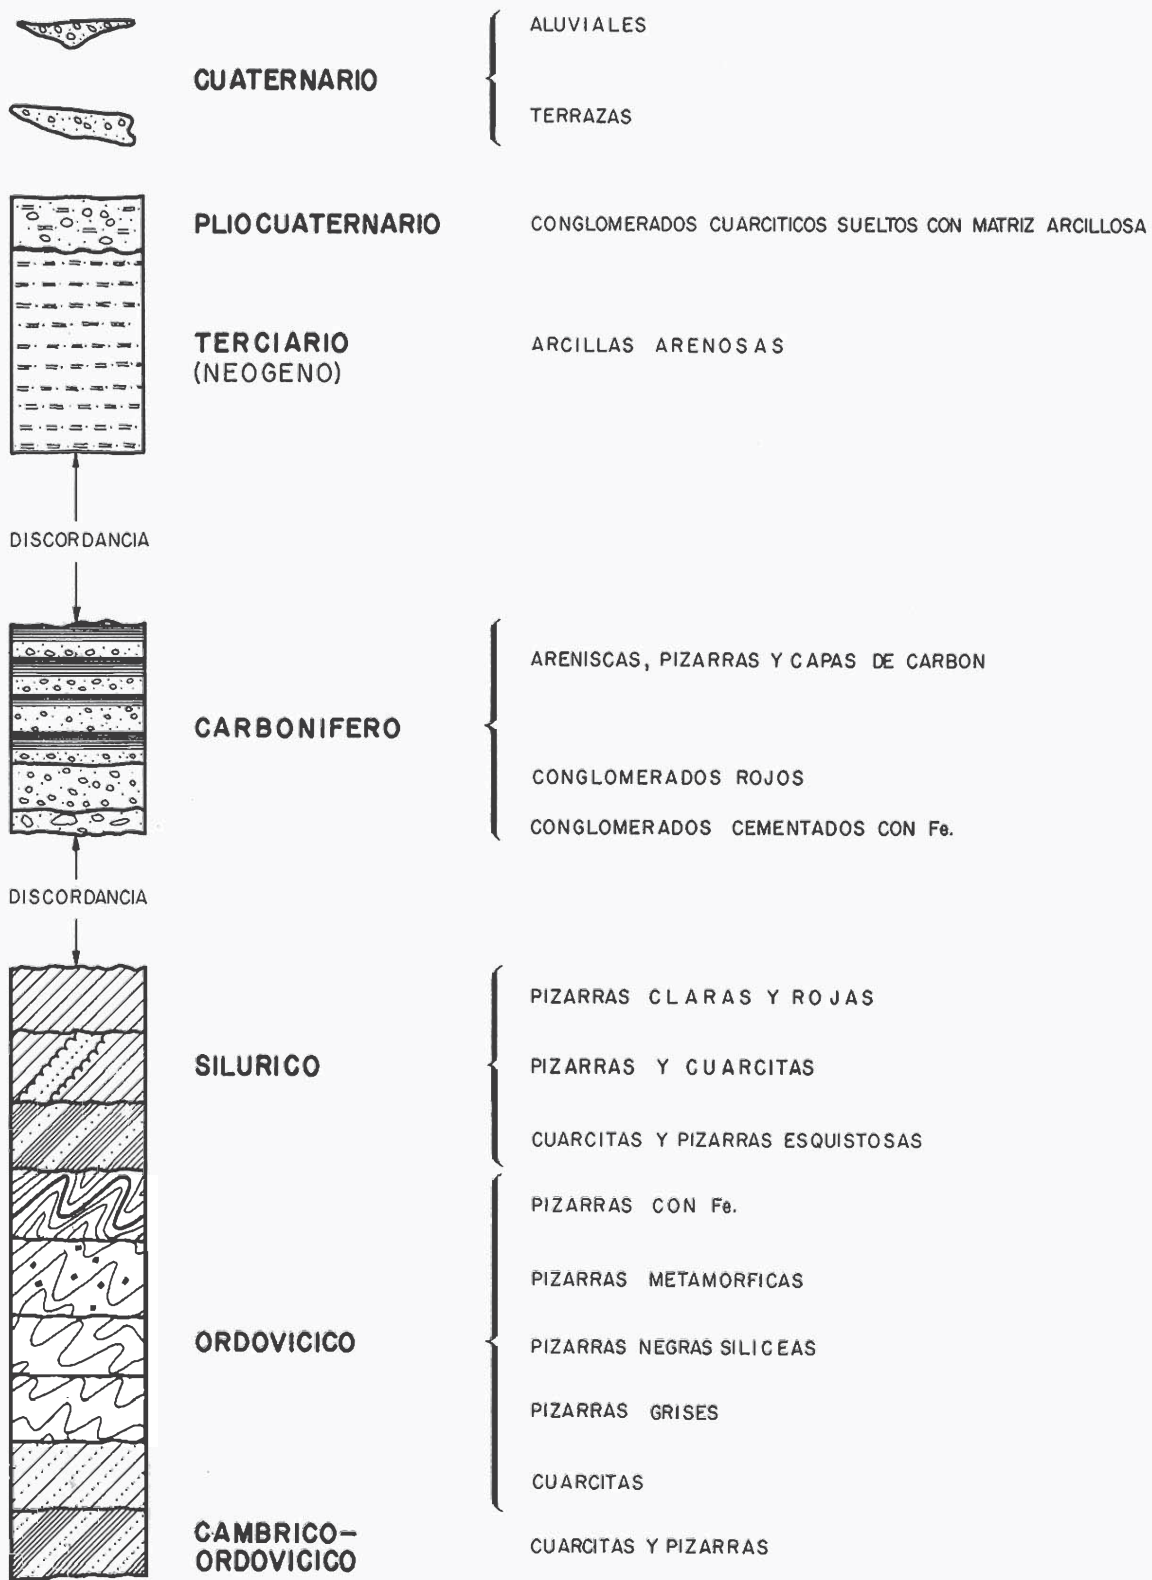 ALUVIALES
CUATERNARIO
TERRAZAS
PLIOCUATERNARIO
CONGLOMERADOS CUARCITICOS SUELTOS CON MATRIZ ARCILLOSA
TERCIARIO
(NEOGENO)
ARCILLAS ARENOSAS
DISCORDANCIA
ARENISCAS, PIZARRAS Y CAPAS DE CARBON
CARBONIFERO
CONGLOMERADOS ROJOS
CONGLOMERADOS CEMENTADOS CON Fe.
DISCORDANCIA
PIZARRAS CLARAS Y ROJAS
SILURICO
PIZARRAS Y CUARCITAS
CUARCITAS Y PIZARRAS ESQUISTOSAS
PIZARRAS CON Fe.
PIZARRAS METAMORFICAS
ORDOVICICO
PIZARRAS NEGRAS SILICEAS
PIZARRAS GRISES
CUARCITAS
CAMBRICO-
ORDOVICICO
CUARCITAS Y PIZARRAS